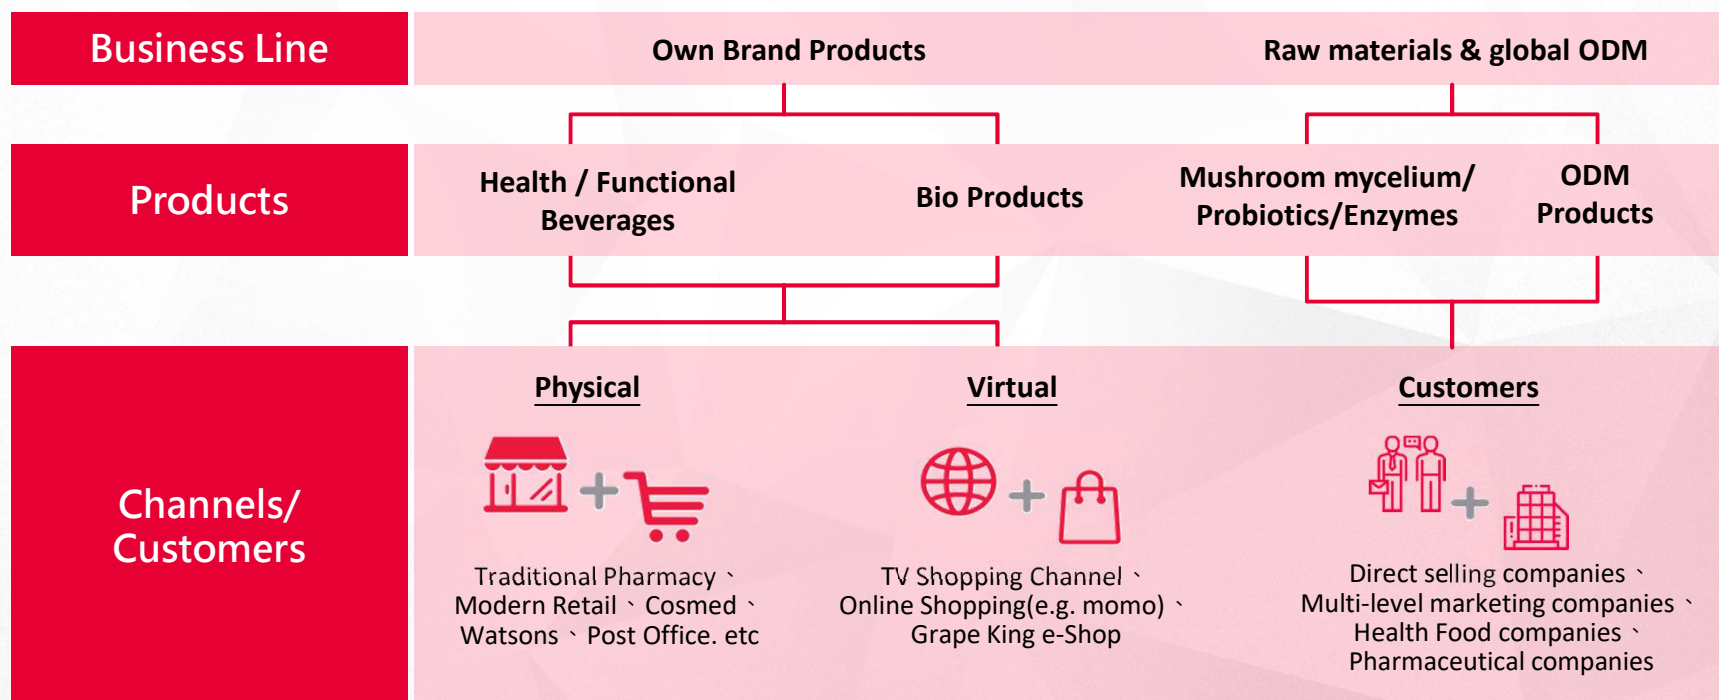 Business Line
Own Brand Products
Raw materials & global ODM
Products
Health / Functional
Beverages
Bio Products
Mushroom mycelium/
Probiotics/Enzymes
ODM
Products
Channels/
Customers
Physical
Traditional Pharmacy、
Modern Retail、Cosmed、
Watsons、Post Office. etc
Virtual
TV Shopping Channel、
Online Shopping(e.g. momo)、
Grape King e-Shop
Customers
Direct selling companies、
Multi-level marketing companies、
Health Food companies、
Pharmaceutical companies